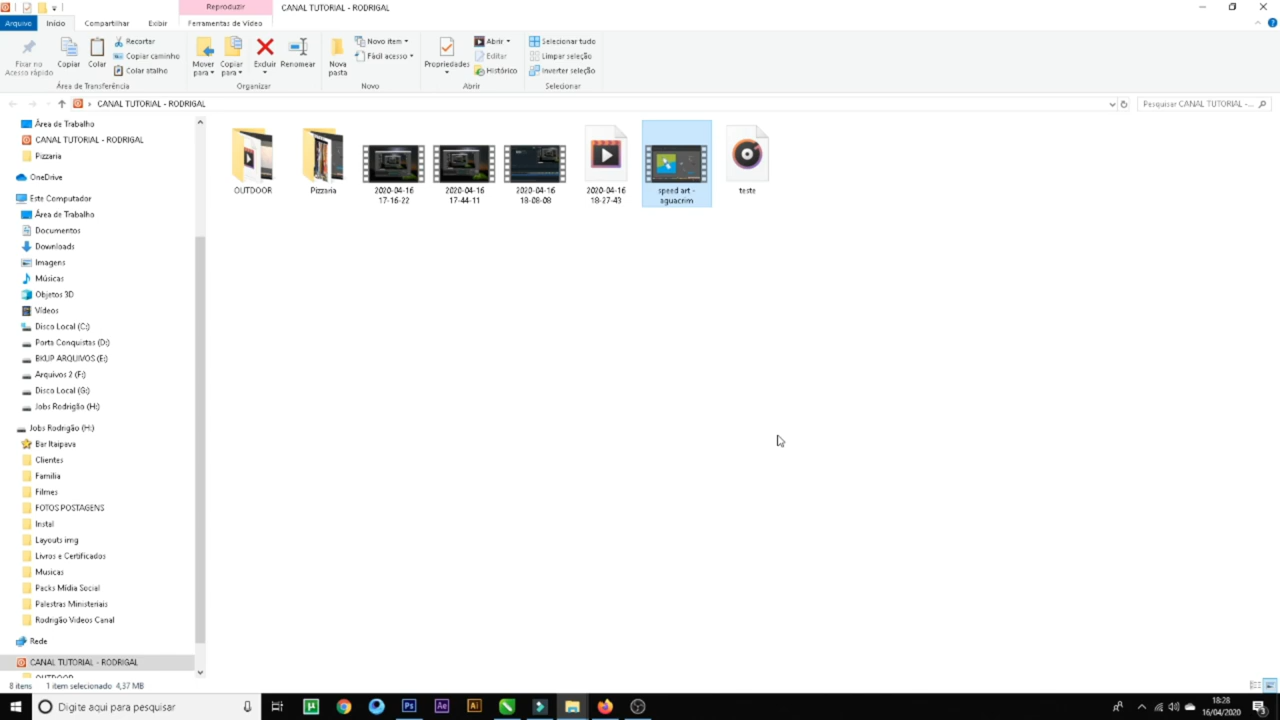 Reproduzir
CANAL TUTORIAL - RODRIGAL
Arquivo
Início
Compartilhar
Exibir
Ferramentas de Vídeo
Fixar no Acesso rápido
Copiar
Colar
Recortar
Copiar caminho
Colar atalho
Área de Transferência
Mover para
Copiar para
Excluir
Renomear
Organizar
Nova pasta
Novo item
Fácil acesso
Novo
Propriedades
Abrir
Editar
Histórico
Abrir
Selecionar tudo
Limpar seleção
Inverter seleção
Selecionar
CANAL TUTORIAL - RODRIGAL
Pesquisar CANAL TUTORIAL -...
Área de Trabalho
CANAL TUTORIAL - RODRIGAL
Pizzaria
OneDrive
Este Computador
Área de Trabalho
Documentos
Downloads
Imagens
Músicas
Objetos 3D
Vídeos
Disco Local (C:)
Porta Conquistas (D:)
BKUP ARQUIVOS (E:)
Arquivos 2 (F:)
Disco Local (G:)
Jobs Rodrigão (H:)
Jobs Rodrigão (H:)
Bar Itaipava
Clientes
Familia
Filmes
FOTOS POSTAGENS
Instal
Layouts img
Livros e Certificados
Musicas
Packs Mídia Social
Palestras Ministeriais
Rodrigão Videos Canal
Rede
CANAL TUTORIAL - RODRIGAL
OUTDOOR
OUTDOOR
Pizzaria
2020-04-16
17-16-22
2020-04-16
17-44-11
2020-04-16
18-08-08
2020-04-16
18-27-43
speed art -
aguacrim
teste
8 itens
1 item selecionado 4,37 MB
Digite aqui para pesquisar
µ
Ps
Ae
Ai
18:28
16/04/2020
3